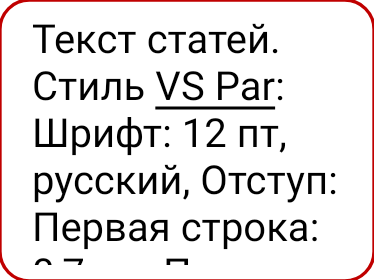 Текст статей.
Стиль VS Par:
Шрифт: 12 пт,
русский, Отступ:
Первая строка: